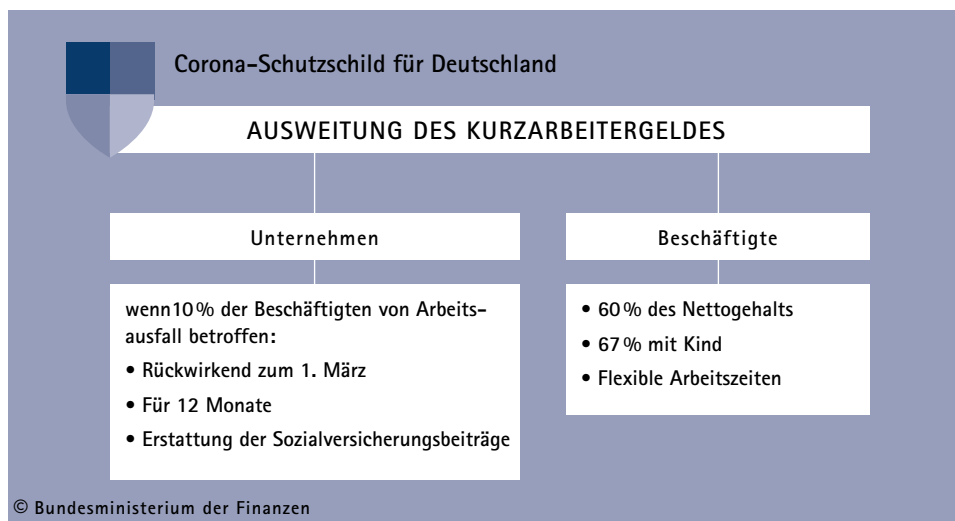 Corona-Schutzschild für Deutschland
AUSWEITUNG DES KURZARBEITERGELDES
Unternehmen
wenn10% der Beschäftigten von Arbeits-
ausfall betroffen:
• Rückwirkend zum 1. März
• Für 12 Monate
• Erstattung der Sozialversicherungsbeiträge
Beschäftigte
• 60% des Nettogehalts
• 67% mit Kind
• Flexible Arbeitszeiten
© Bundesministerium der Finanzen